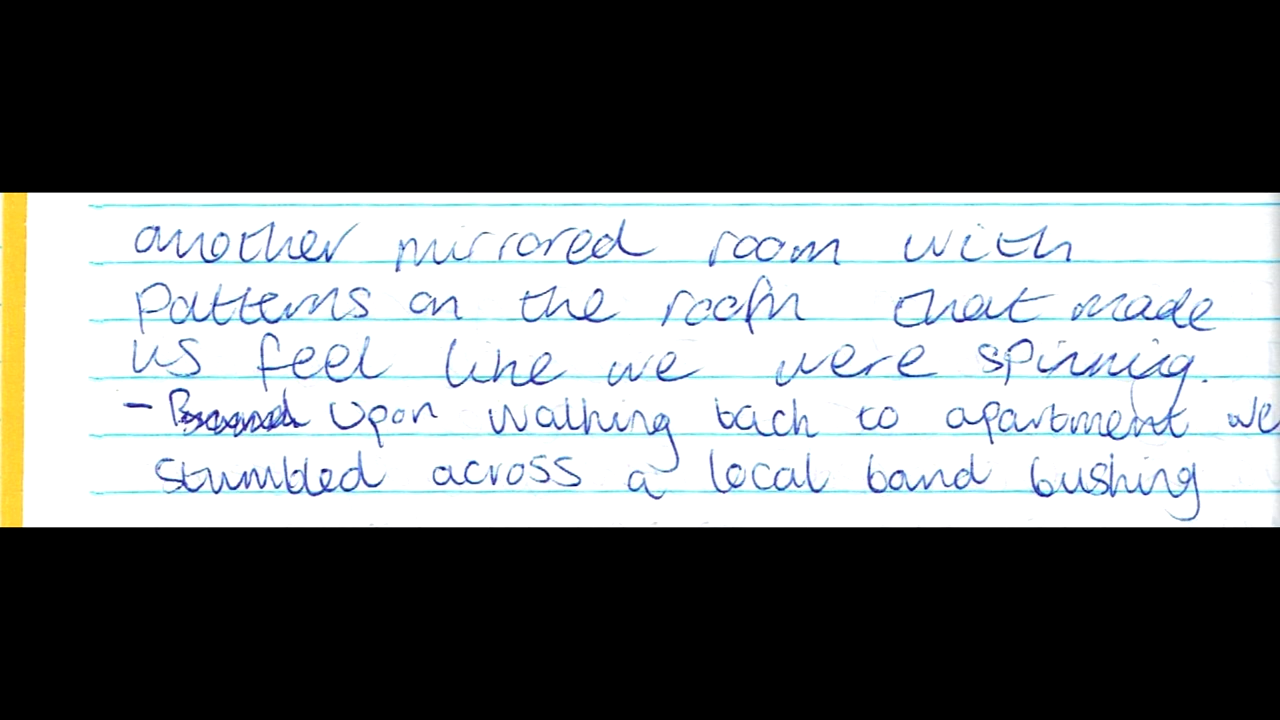 another mirrored room with
patterns on the roof that made
us feel like we were spinning.
- Upon walking back to apartment we
stumbled across a local band busking